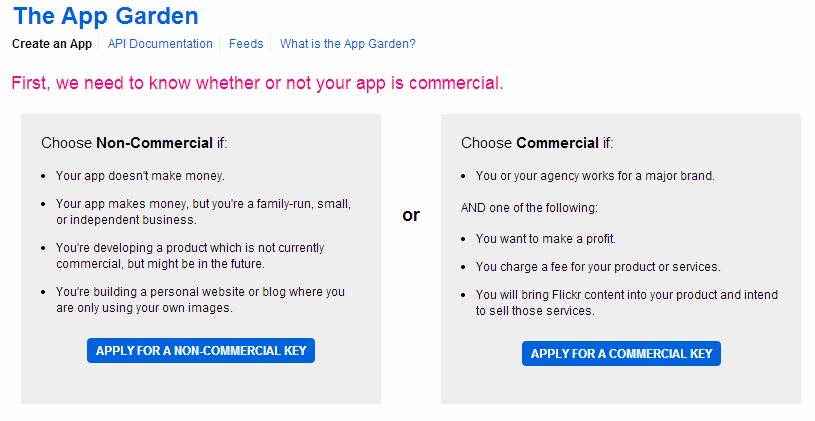 The App Garden
Create an App API Documentation Feeds What is the App Garden?
First, we need to know whether or not your app is commercial.
Choose Non-Commercial if:
• Your app doesn't make money.
• Your app makes money, but you're a family-run, small,
or independent business.
• You're developing a product which is not currently
commercial, but might be in the future.
• You're building a personal website or blog where you
are only using your own images.
APPLY FOR A NON-COMMERCIAL KEY
or
Choose Commercial if:
• You or your agency works for a major brand.
AND one of the following:
• You want to make a profit.
• You charge a fee for your product or services.
• You will bring Flickr content into your product and intend
to sell those services.
APPLY FOR A COMMERCIAL KEY